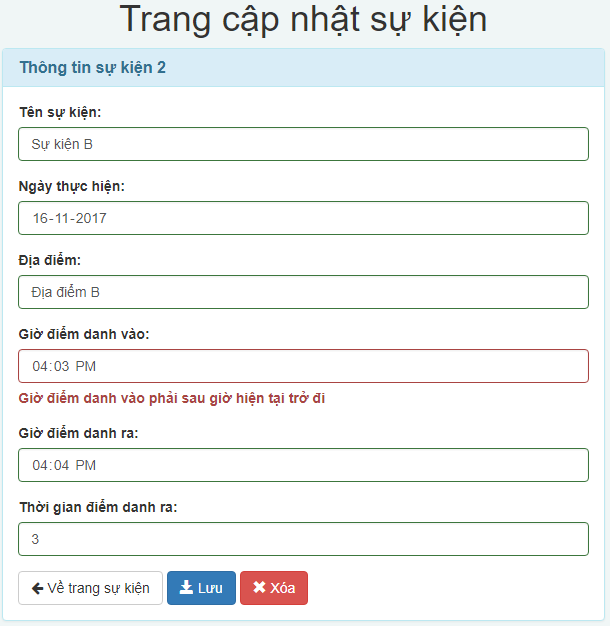 Trang cập nhật sự kiện
Thông tin sự kiện 2
Tên sự kiện:
Sự kiện B
Ngày thực hiện:
16-11-2017
Địa điểm:
Địa điểm B
Giờ điểm danh vào:
04:03 PM
Giờ điểm danh vào phải sau giờ hiện tại trở đi
Giờ điểm danh ra:
04:04 PM
Thời gian điểm danh ra:
3
Về trang sự kiện Lưu Xóa